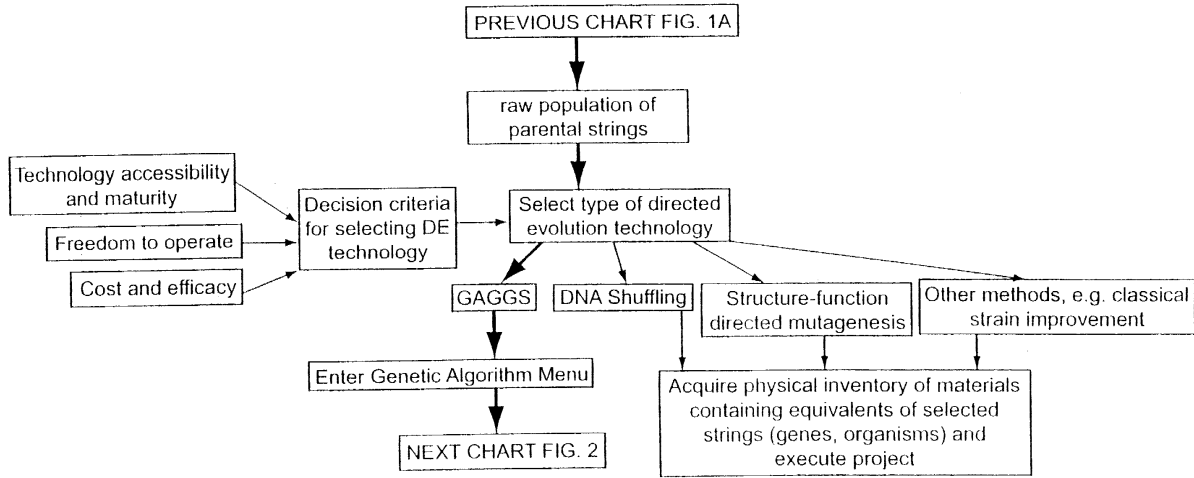 PREVIOUS CHART FIG. 1A
raw population of
parental strings
Technology accessibility
and maturity
Freedom to operate
Cost and efficacy
Decision criteria
for selecting DE
technology
Select type of directed
evolution technology
GAGGS
DNA Shuffling
Structure-function
directed mutagenesis
Other methods, e.g. classical
strain improvement
Enter Genetic Algorithm Menu
Acquire physical inventory of materials
containing equivalents of selected
strings (genes, organisms) and
execute project
NEXT CHART FIG. 2